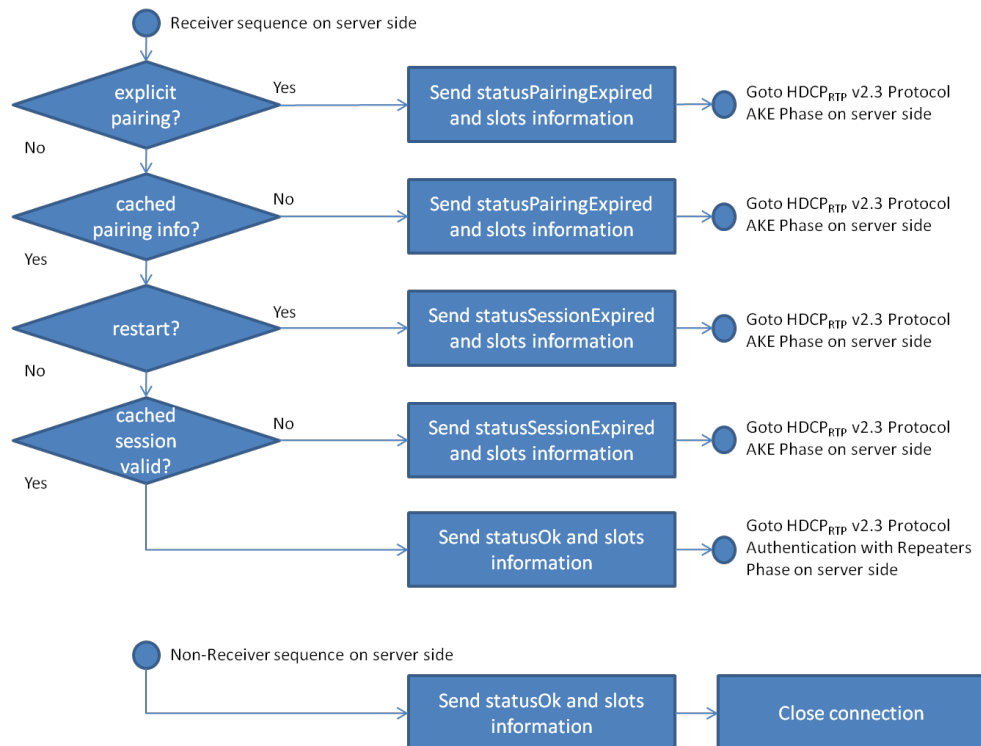 Receiver sequence on server side
explicit
pairing?
Yes
Send statusPairingExpired
and slots information
Goto HDCPRTP v2.3 Protocol
AKE Phase on server side
No
cached
pairing info?
No
Send statusPairingExpired
and slots information
Goto HDCPRTP v2.3 Protocol
AKE Phase on server side
Yes
restart?
Yes
Send statusSessionExpired
and slots information
Goto HDCPRTP v2.3 Protocol
AKE Phase on server side
No
cached
session
valid?
No
Send statusSessionExpired
and slots information
Goto HDCPRTP v2.3 Protocol
AKE Phase on server side
Yes
Send statusOk and slots
information
Goto HDCPRTP v2.3 Protocol
Authentication with Repeaters
Phase on server side
Non-Receiver sequence on server side
Send statusOk and slots
information
Close connection